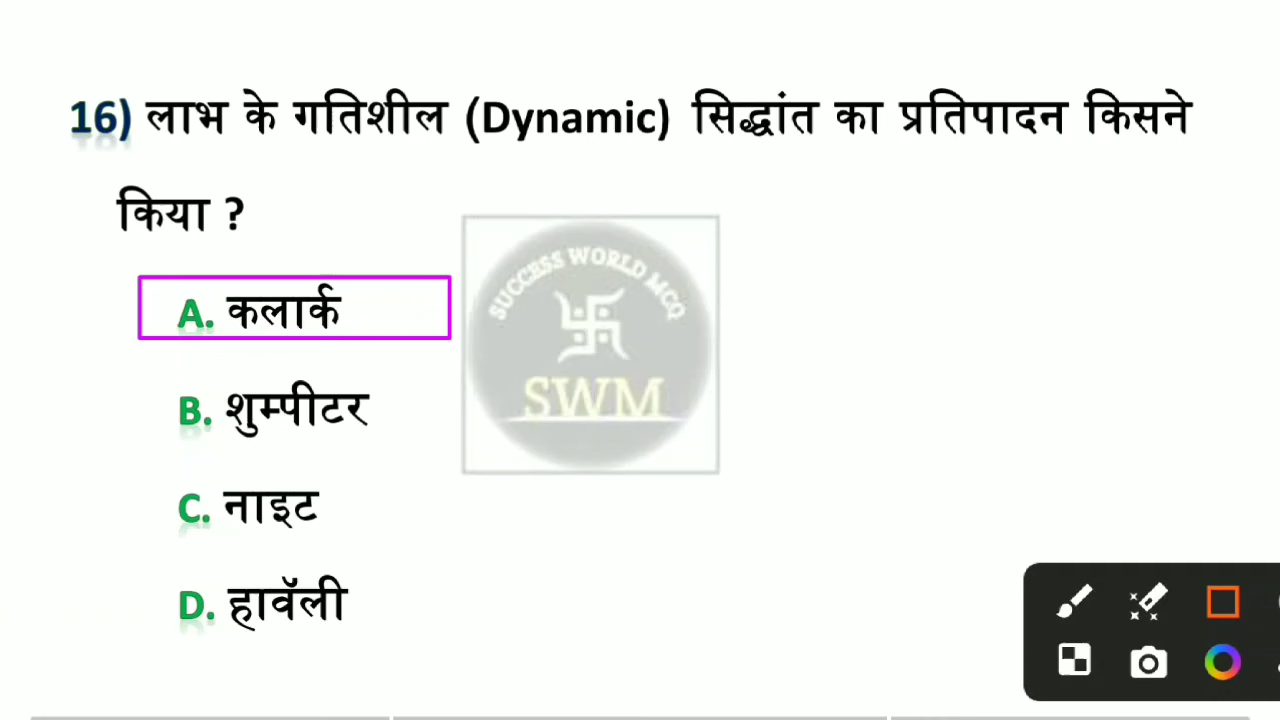 16) लाभ के गतिशील (Dynamic) सिद्धांत का प्रतिपादन किसने
किया ?
A. कलार्क
B. शुम्पीटर
C. नाइट
D. हावॅली
SUCCESS WORLD MCQ
SWM